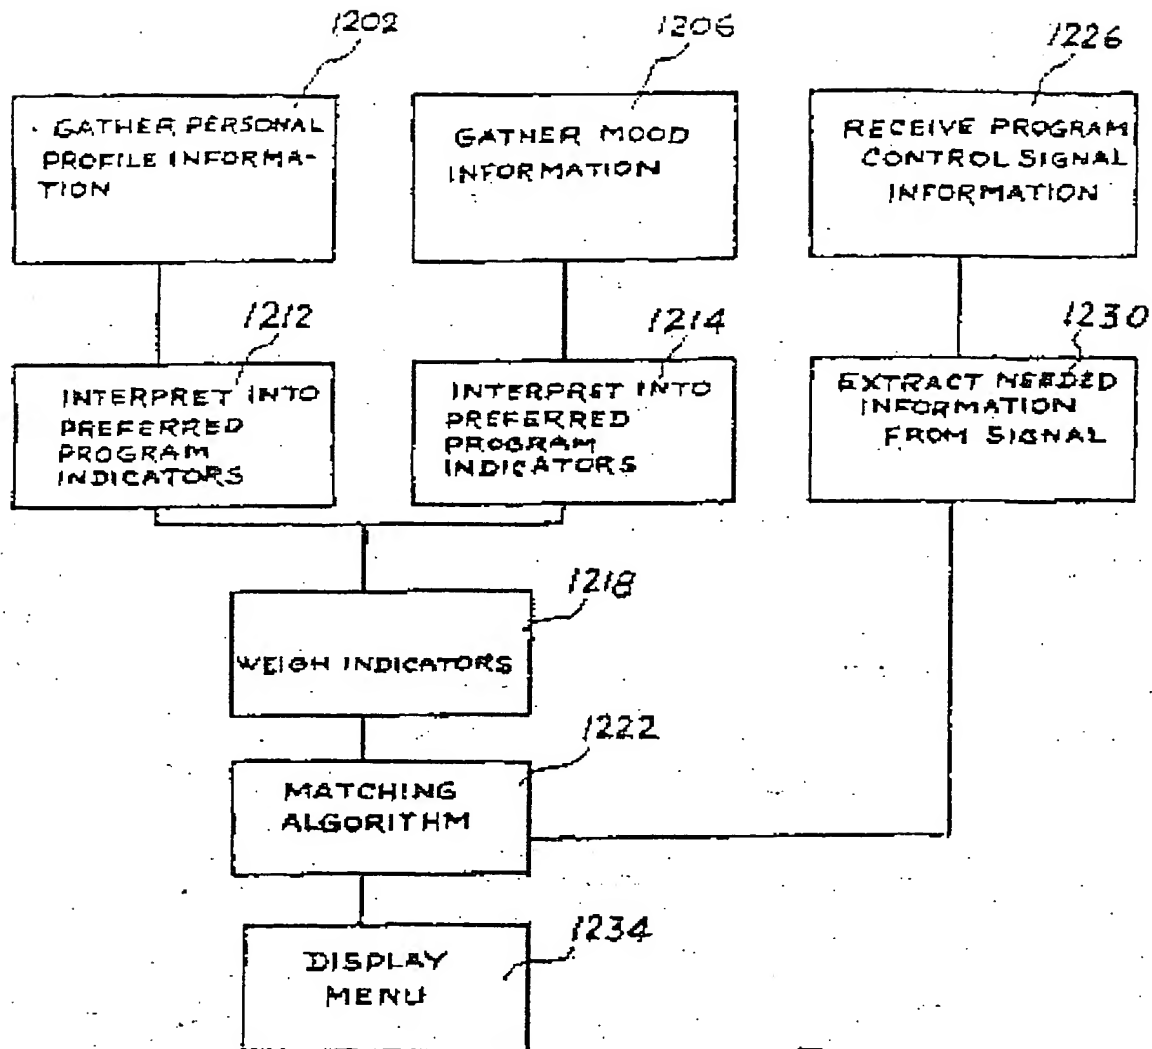 1202
1206
1226
GATHER PERSONAL
PROFILE INFORMA-
TION
GATHER MOOD
INFORMATION
RECEIVE PROGRAM
CONTROL SIGNAL
INFORMATION
1212
1214
1230
INTERPRET INTO
PREFERRED
PROGRAM
INDICATORS
INTERPRET INTO
PREFERRED
PROGRAM
INDICATORS
EXTRACT NEEDED
INFORMATION
FROM SIGNAL
1218
WEIGH INDICATORS
1222
MATCHING
ALGORITHM
1234
DISPLAY
MENU